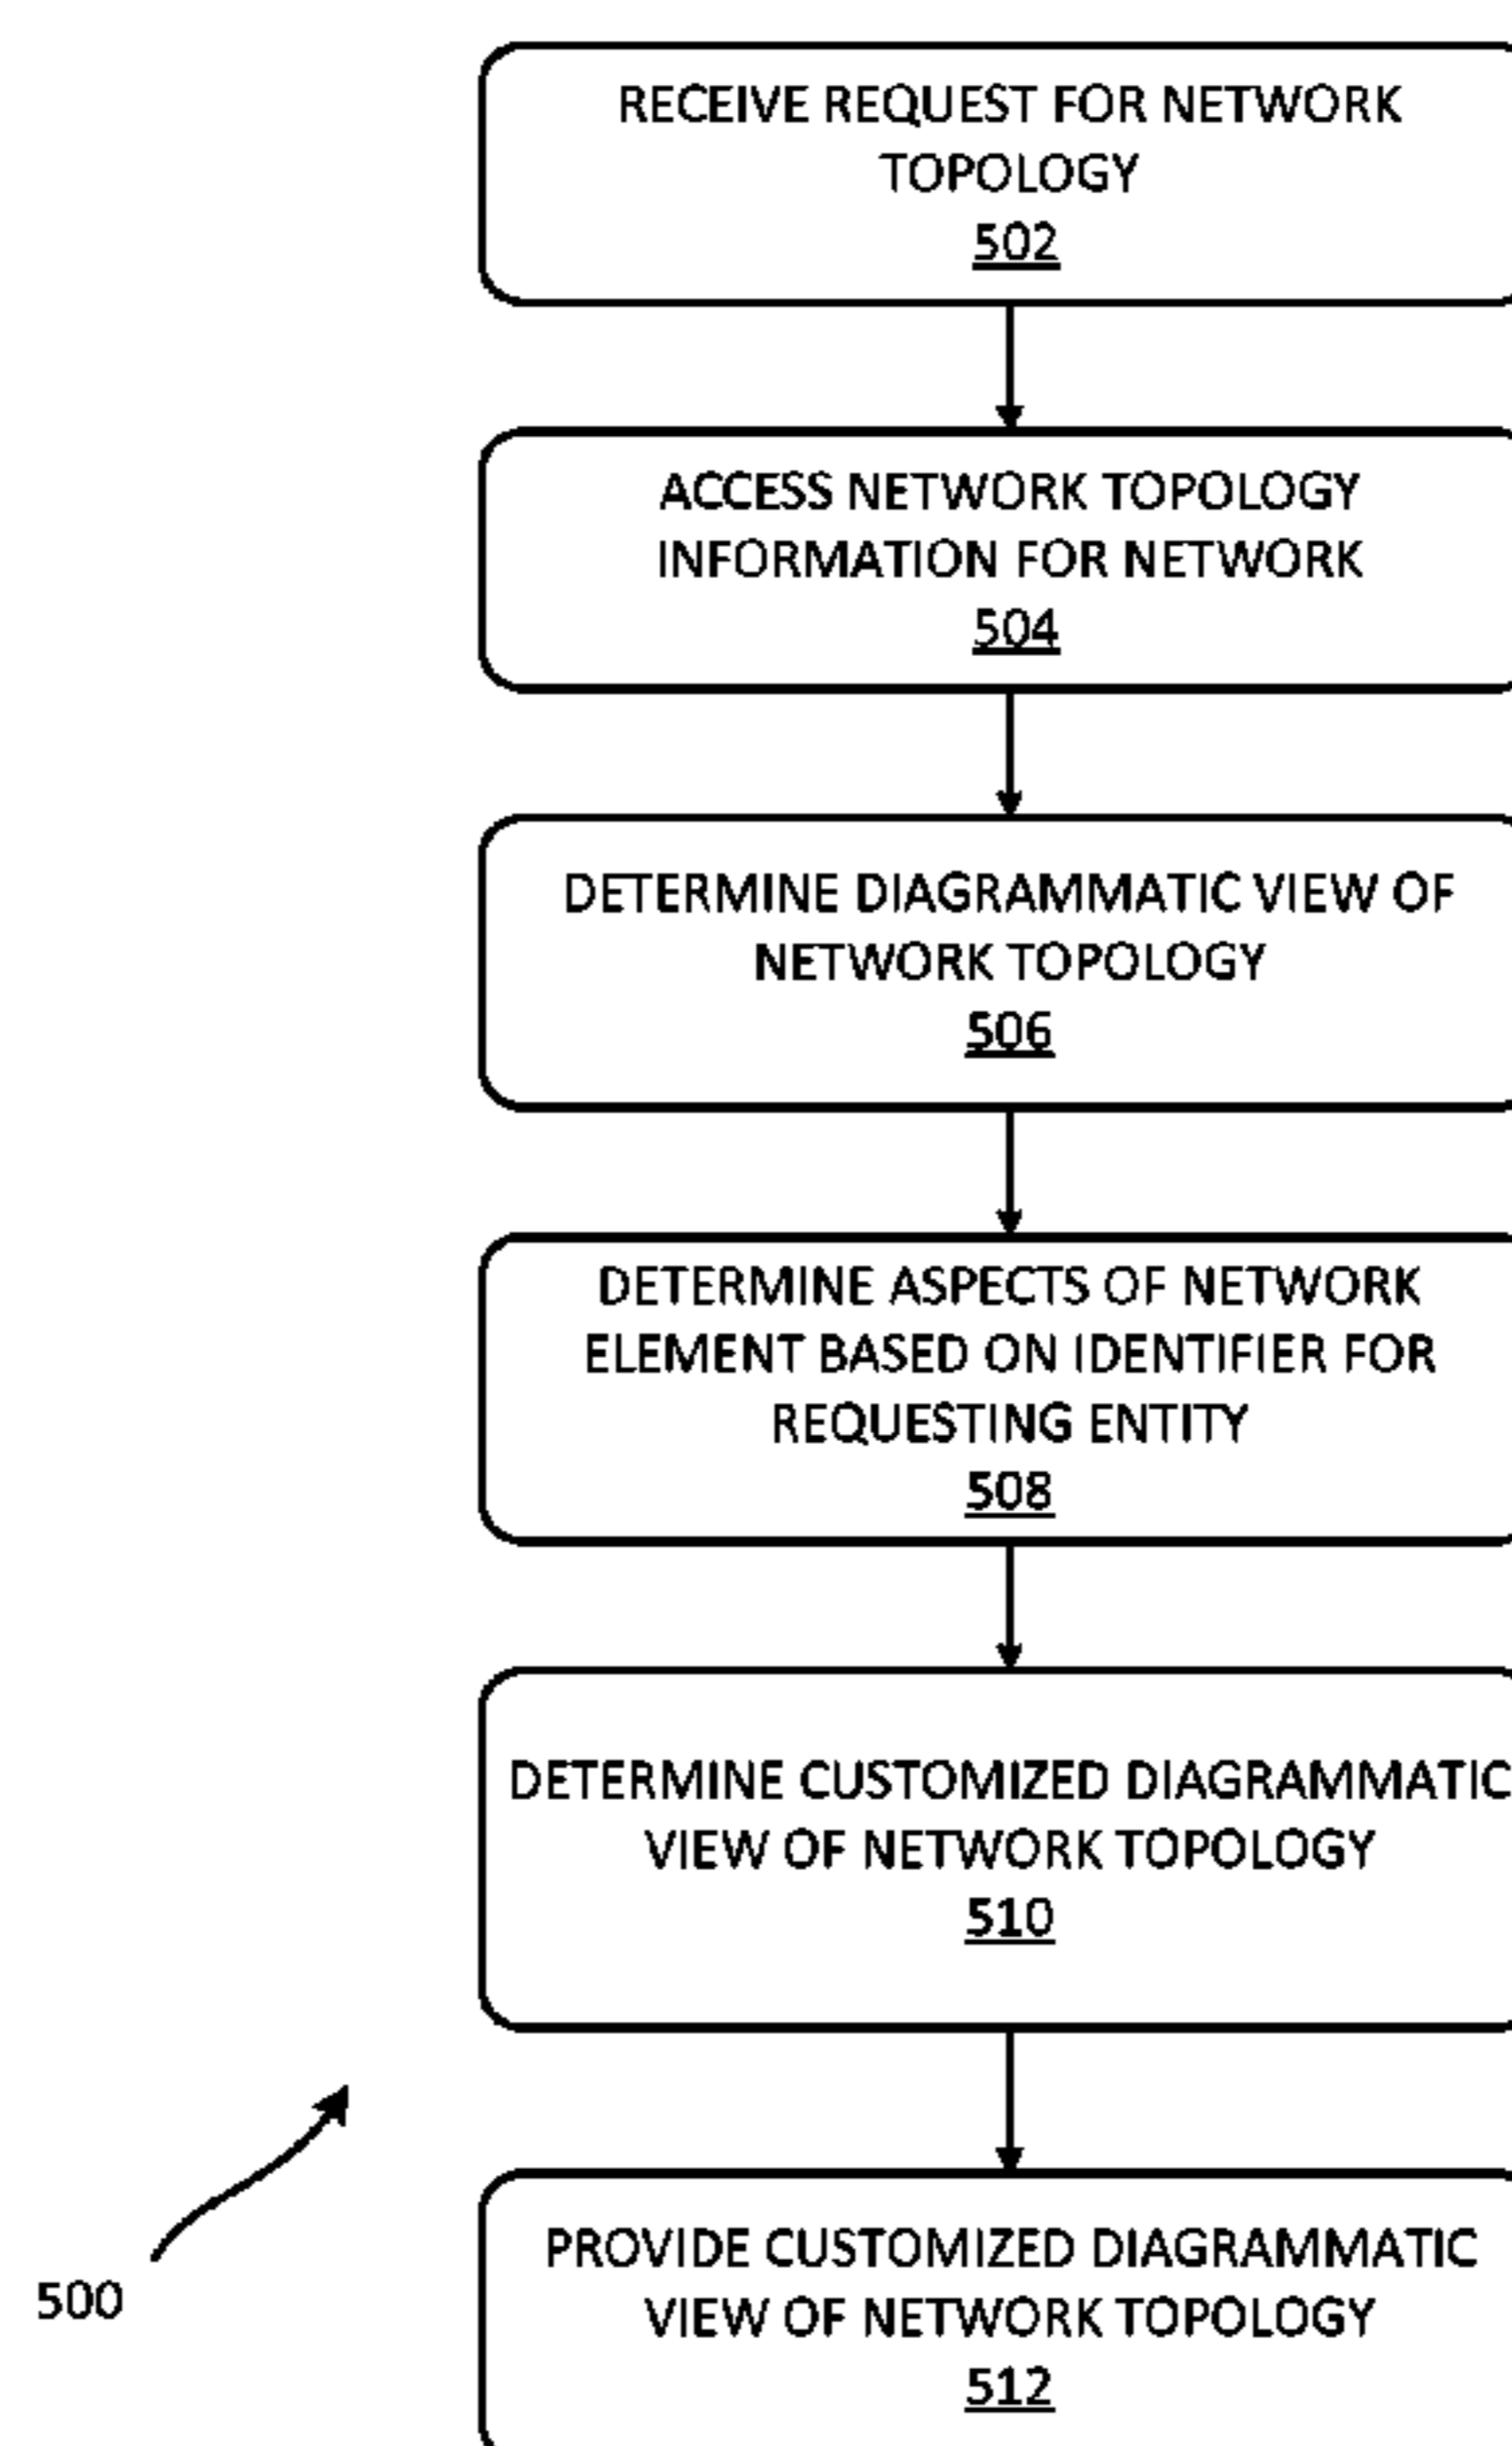 RECEIVE REQUEST FOR NETWORK
TOPOLOGY
502
ACCESS NETWORK TOPOLOGY
INFORMATION FOR NETWORK
504
DETERMINE DIAGRAMMATIC VIEW OF
NETWORK TOPOLOGY
506
DETERMINE ASPECTS OF NETWORK
ELEMENT BASED ON IDENTIFIER FOR
REQUESTING ENTITY
508
DETERMINE CUSTOMIZED DIAGRAMMATIC
VIEW OF NETWORK TOPOLOGY
510
PROVIDE CUSTOMIZED DIAGRAMMATIC
VIEW OF NETWORK TOPOLOGY
512
500